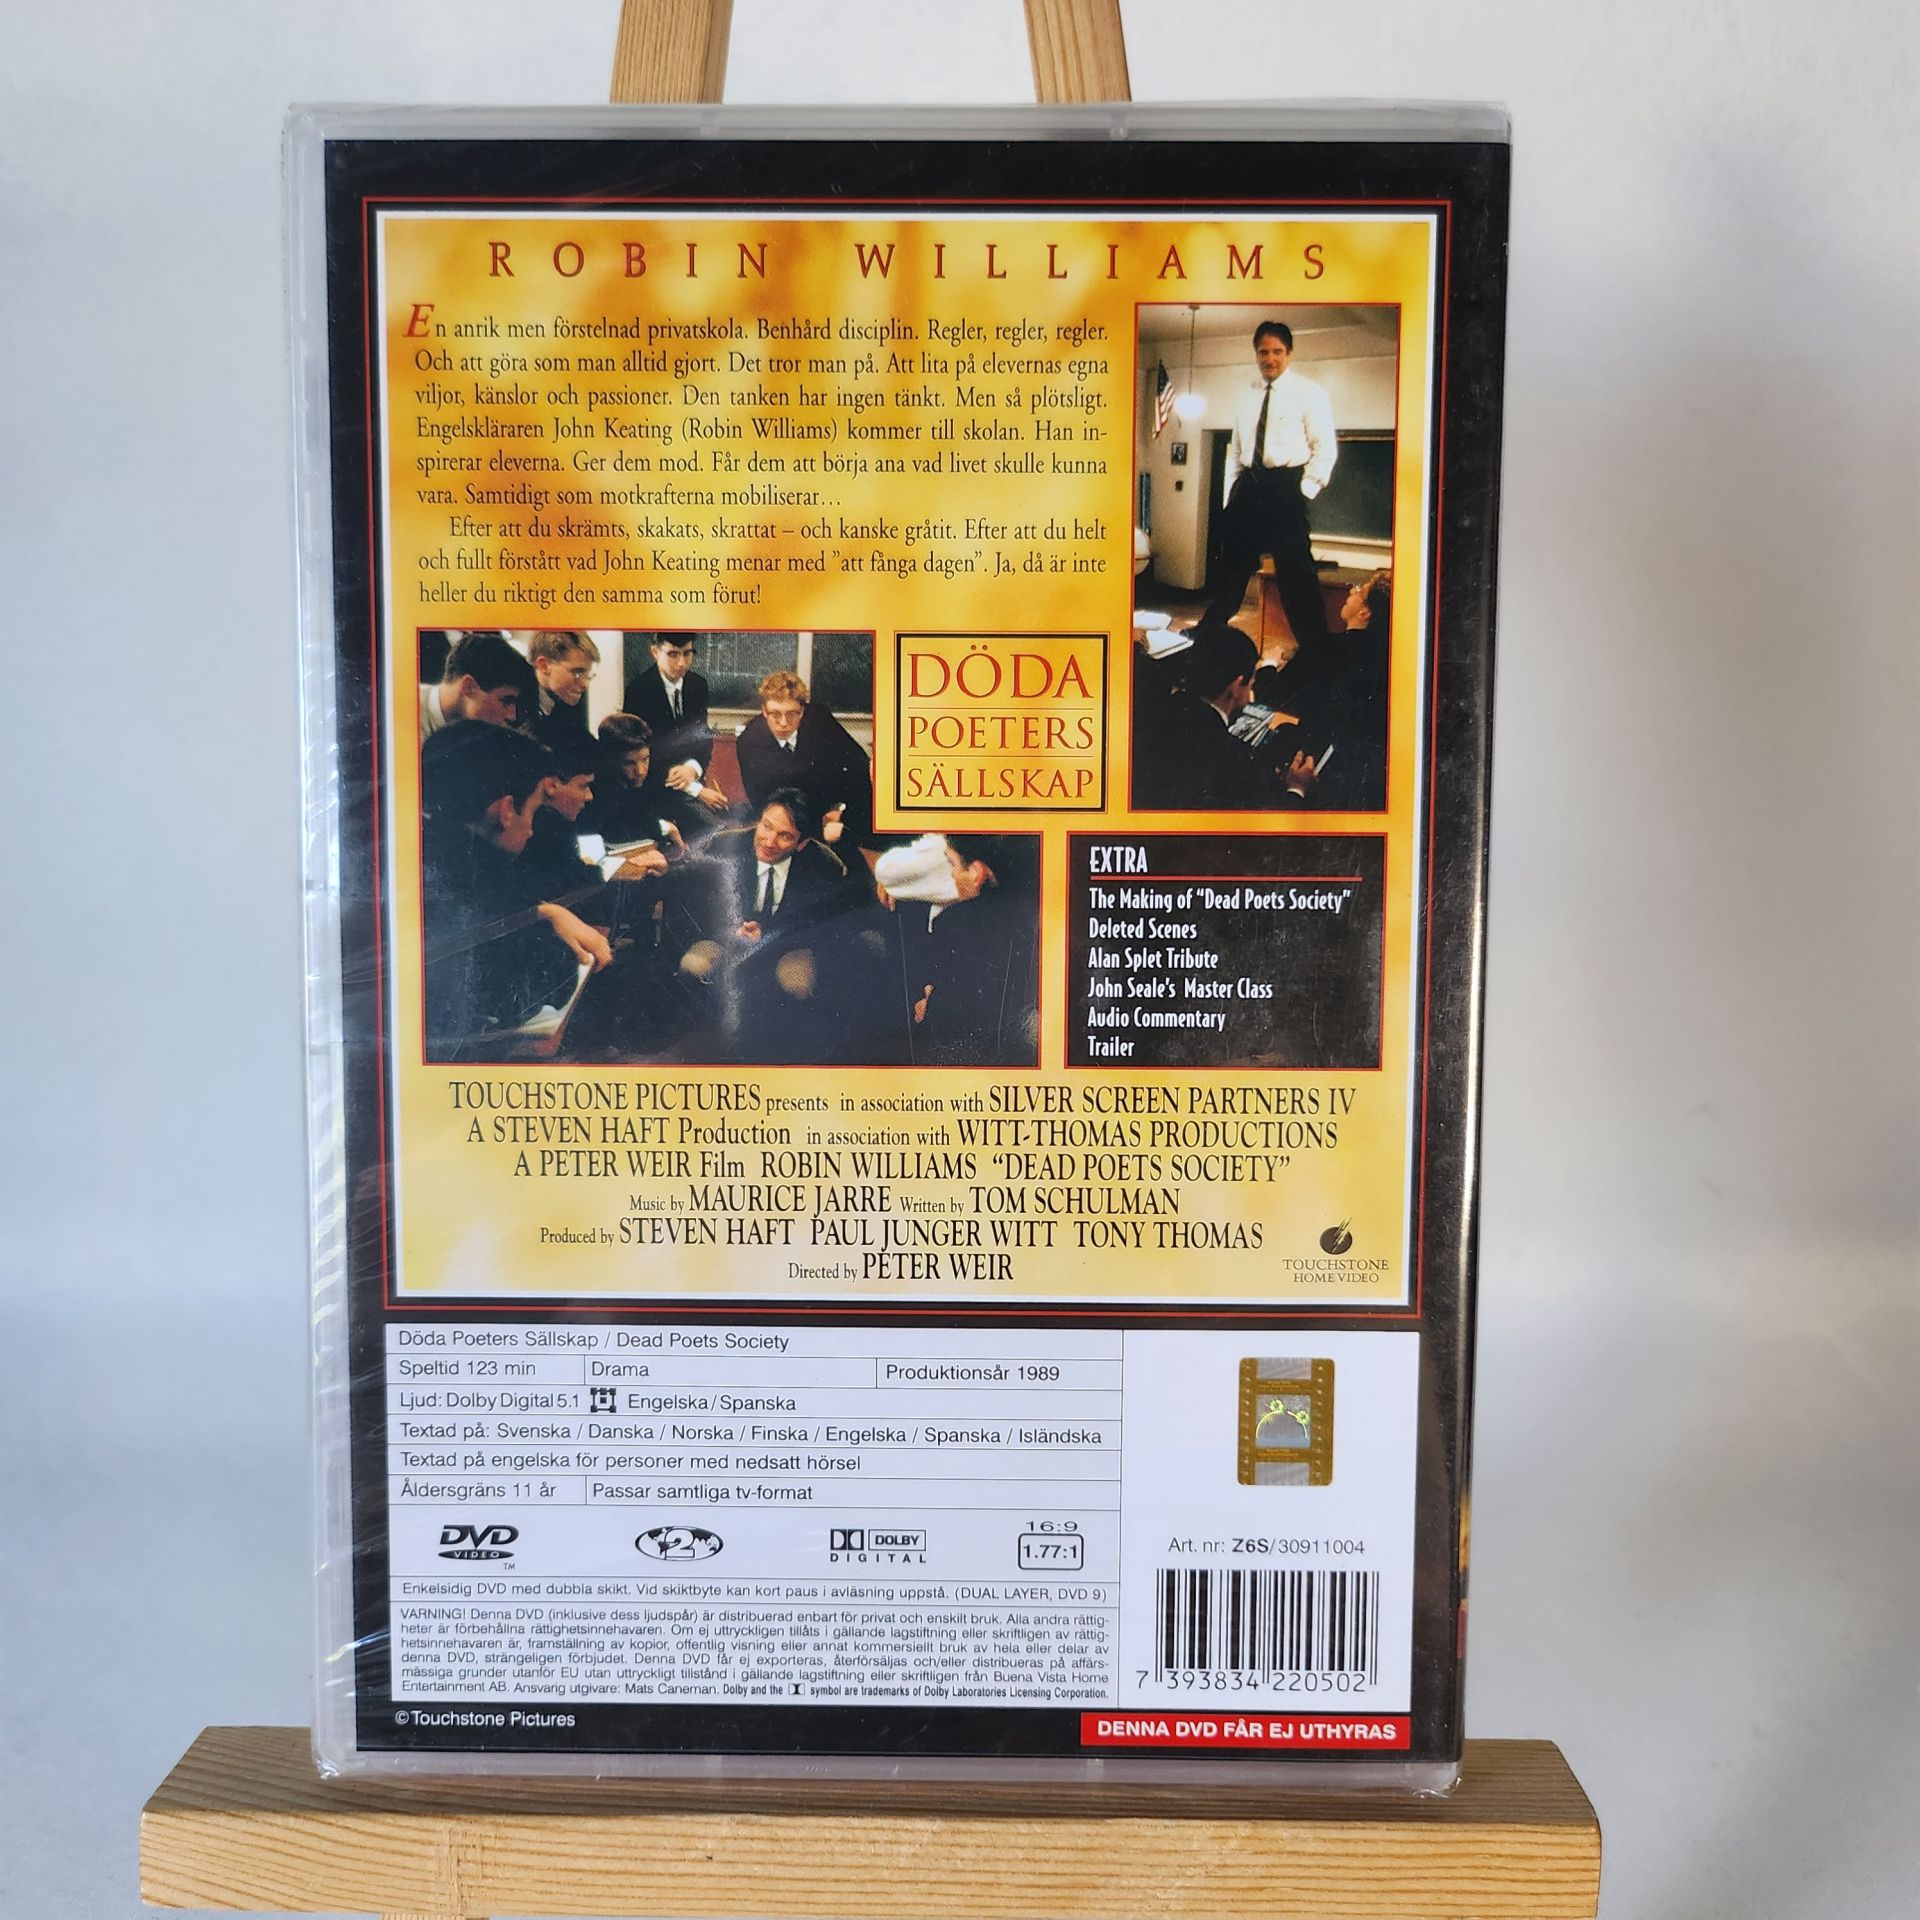 ROBIN WILLIAMS
En anrik men förstelnad privatskola. Benhård disciplin. Regler, regler, regler.
Och att göra som man alltid gjort. Det tror man på. Att lita på elevernas egna
viljor, känslor och passioner. Den tanken har ingen tänkt. Men så plötsligt.
Engelskläraren John Keating (Robin Williams) kommer till skolan. Han in-
spirerar eleverna. Ger dem mod. Får dem att börja ana vad livet skulle kunna
vara. Samtidigt som motkrafterna mobiliserar…
Efter att du skrämts, skakats, skrattat – och kanske gråtit. Efter att du helt
och fullt förstått vad John Keating menar med ”att fånga dagen”. Ja, då är inte
heller du riktigt den samma som förut!
DÖDA
POETERS
SÄLLSKAP
EXTRA
The Making of “Dead Poets Society”
Deleted Scenes
Alan Splet Tribute
John Seale's Master Class
Audio Commentary
Trailer
TOUCHSTONE PICTURES presents in association with SILVER SCREEN PARTNERS IV
A STEVEN HAFT Production in association with WITT-THOMAS PRODUCTIONS
A PETER WEIR Film ROBIN WILLIAMS “DEAD POETS SOCIETY”
Music by MAURICE JARRE Written by TOM SCHULMAN
Produced by STEVEN HAFT PAUL JUNGER WITT TONY THOMAS
Directed by PETER WEIR
TOUCHSTONE
HOME VIDEO
Döda Poeters Sällskap / Dead Poets Society
Speltid 123 min Drama Produktionsår 1989
Ljud: Dolby Digital 5.1 Engelska/Spanska
Textad på: Svenska / Danska / Norska / Finska / Engelska / Spanska / Isländska
Textad på engelska för personer med nedsatt hörsel
Åldersgräns 11 år Passar samtliga tv-format
DVD VIDEO TM
2
DOLBY DIGITAL
16:9
1.77:1
Enkelsidig DVD med dubbla skikt. Vid skiktbyte kan kort paus i avläsning uppstå. (DUAL LAYER, DVD 9)
VARNING! Denna DVD (inklusive dess ljudspår) är distribuerad enbart för privat och enskilt bruk. Alla andra rättig-
heter är förbehållna rättighetsinnehavaren. Om ej uttryckligen tillåts i gällande lagstiftning eller skriftligen av rättig-
hetsinnehavaren är, framställning av kopior, offentlig visning eller annat kommersiellt bruk av hela eller delar av
denna DVD, strängeligen förbjudet. Denna DVD får ej exporteras, återförsäljas och/eller distribueras på affärs-
mässiga grunder utanför EU utan uttryckligt tillstånd i gällande lagstiftning eller skriftligen från Buena Vista Home
Entertainment AB. Ansvarig utgivare: Mats Caneman. Dolby and the symbol are trademarks of Dolby Laboratories Licensing Corporation.
Art. nr: Z6S/30911004
7 393834 220502
© Touchstone Pictures
DENNA DVD FÅR EJ UTHYRAS